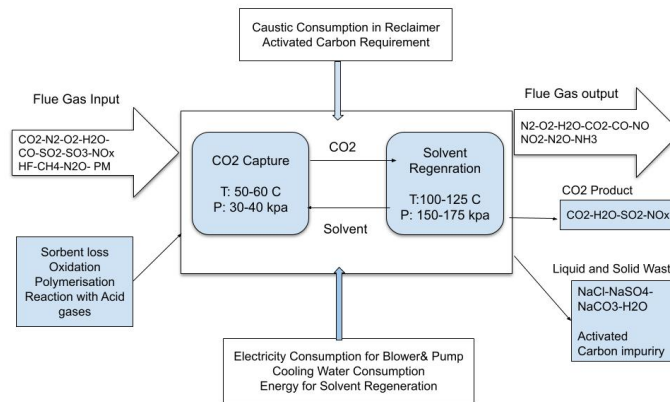 Caustic Consumption in Reclaimer
Activated Carbon Requirement
Flue Gas Input
CO2-N2-O2-H2O-
CO-SO2-SO3-NOx
HF-CH4-N2O- PM
Flue Gas output
N2-O2-H2O-CO2-CO-NO
NO2-N2O-NH3
CO2 Capture
T: 50-60 C
P: 30-40 kpa
CO2
Solvent
Solvent
Regenration
T:100-125 C
P: 150-175 kpa
CO2 Product
CO2-H2O-SO2-NOx
Sorbent loss
Oxidation
Polymerisation
Reaction with Acid
gases
Liquid and Solid Wast
NaCl-NaSO4-
NaCO3-H2O
Activated
Carbon impuriry
Electricity Consumption for Blower& Pump
Cooling Water Consumption
Energy for Solvent Regeneration